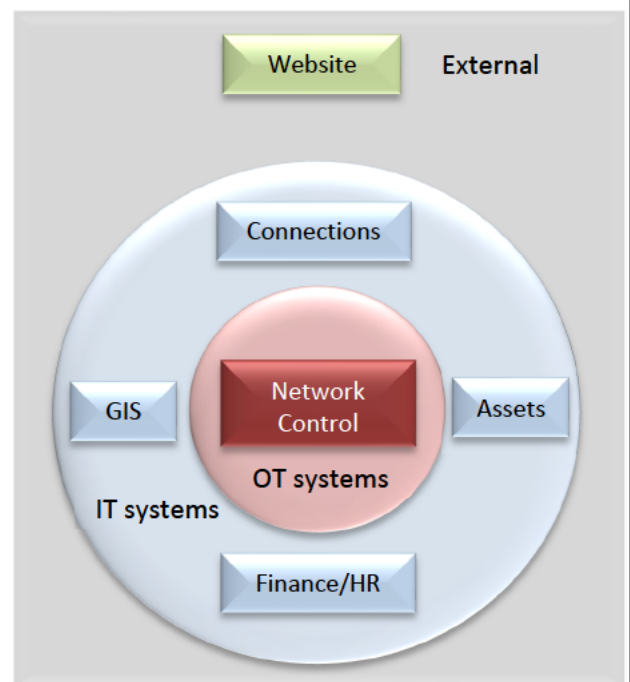 Website
External
Connections
Network
Control
GIS
Assets
OT systems
IT systems
Finance/HR